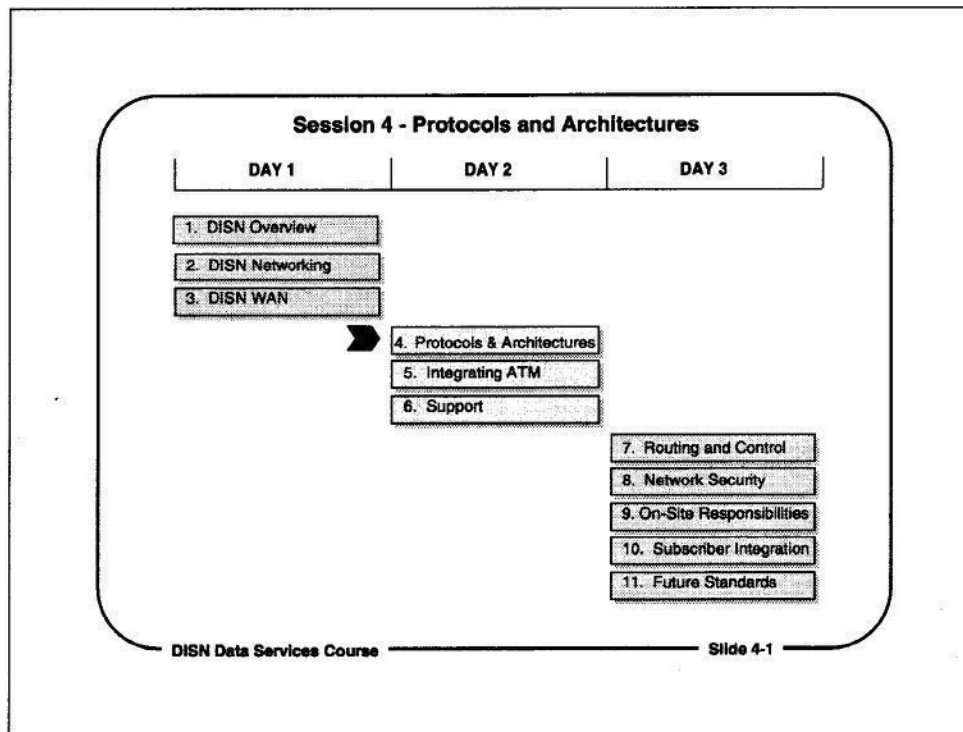 Session 4 - Protocols and Architectures
DAY 1 DAY 2 DAY 3
1. DISN Overview
2. DISN Networking
3. DISN WAN
4. Protocols & Architectures
5. Integrating ATM
6. Support
7. Routing and Control
8. Network Security
9. On-Site Responsibilities
10. Subscriber Integration
11. Future Standards
DISN Data Services Course Slide 4-1